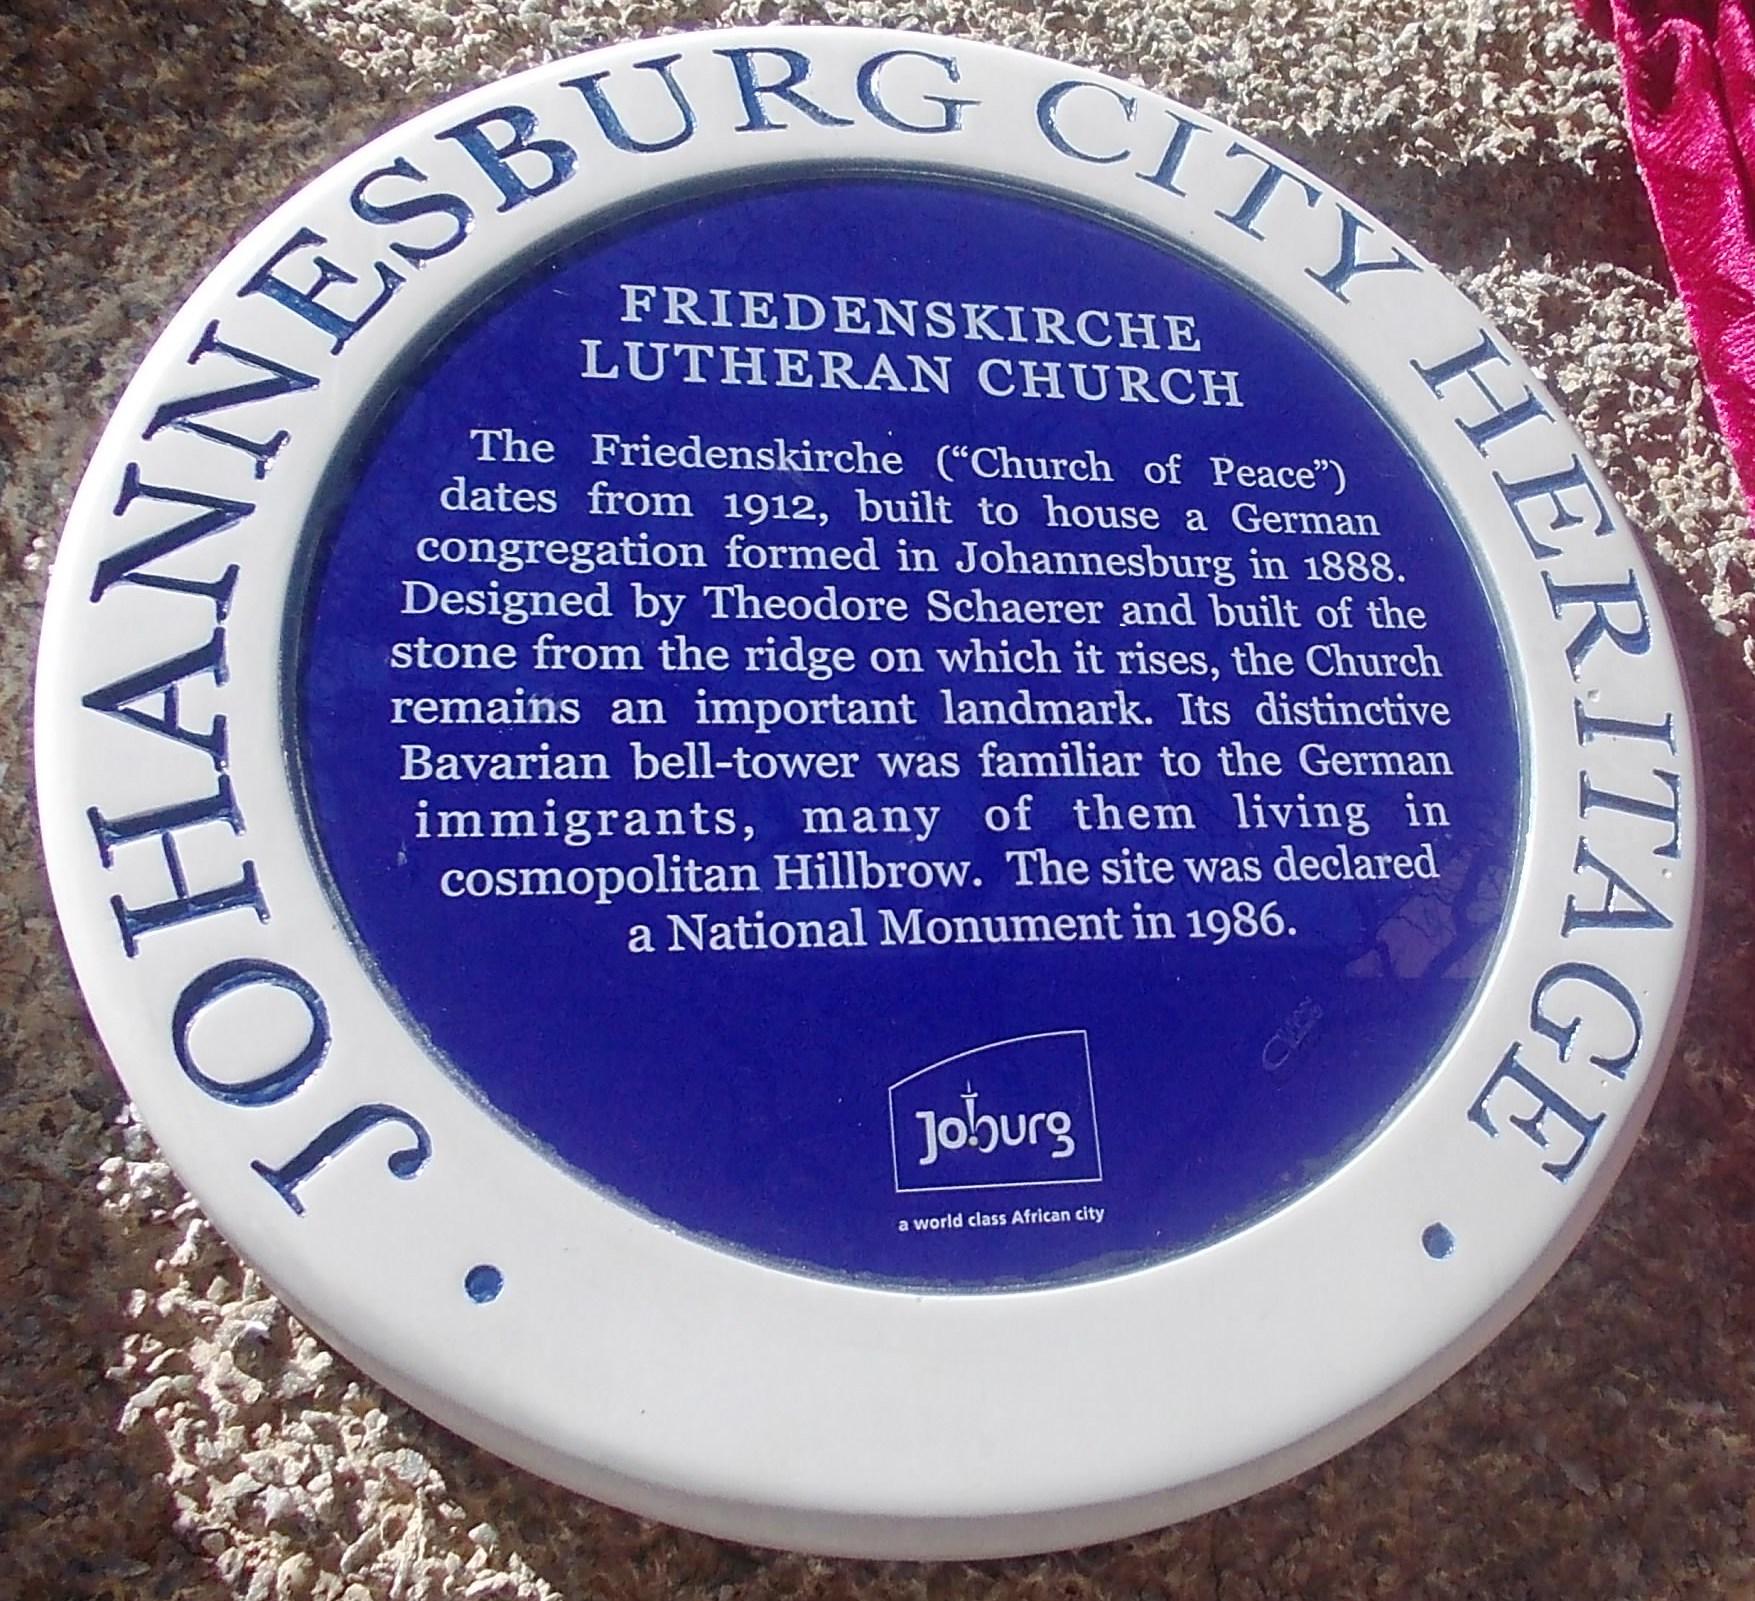 JOHANNESBURG CITY HERITAGE
FRIEDENSKIRCHE
LUTHERAN CHURCH
The Friedenskirche (“Church of Peace”)
dates from 1912, built to house a German
congregation formed in Johannesburg in 1888.
Designed by Theodore Schaerer and built of the
stone from the ridge on which it rises, the Church
remains an important landmark. Its distinctive
Bavarian bell-tower was familiar to the German
immigrants, many of them living in
cosmopolitan Hillbrow. The site was declared
a National Monument in 1986.
Joburg
a world class African city